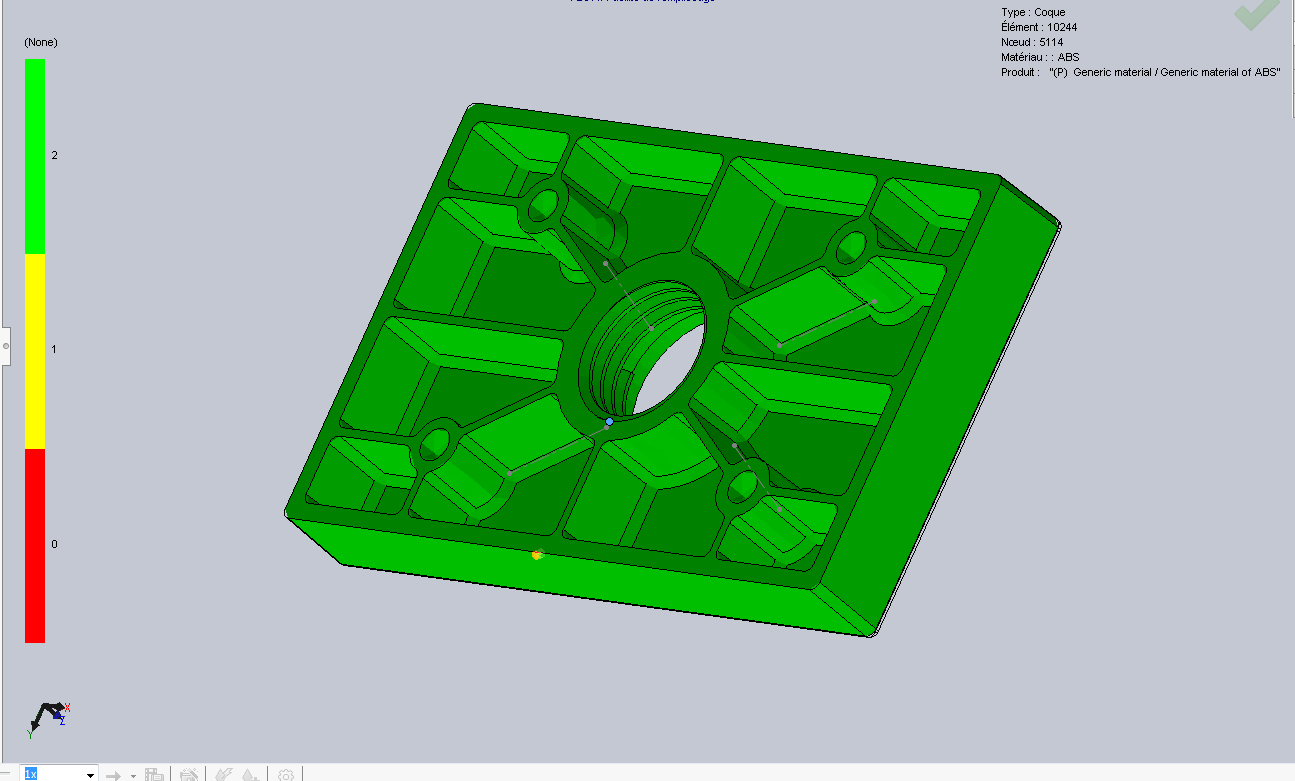 Type : Coque
Élément : 10244
Nœud : 5114
Matériau : : ABS
Produit : "(P) Generic material / Generic material of ABS"
(None)
2
1
0
X
Z
Y
1x